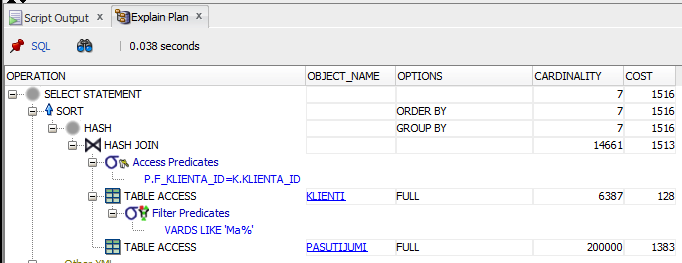 Script Output x Explain Plan x
SQL | 0.038 seconds
OPERATION OBJECT_NAME OPTIONS CARDINALITY COST
SELECT STATEMENT 7 1516
SORT ORDER BY 7 1516
HASH GROUP BY 7 1516
HASH JOIN 14661 1513
Access Predicates
P.F_KLIENTA_ID=K.KLIENTA_ID
TABLE ACCESS KLIENTI FULL 6387 128
Filter Predicates
VARDS LIKE 'Ma%'
TABLE ACCESS PASUTIJUMI FULL 200000 1383
Other XML